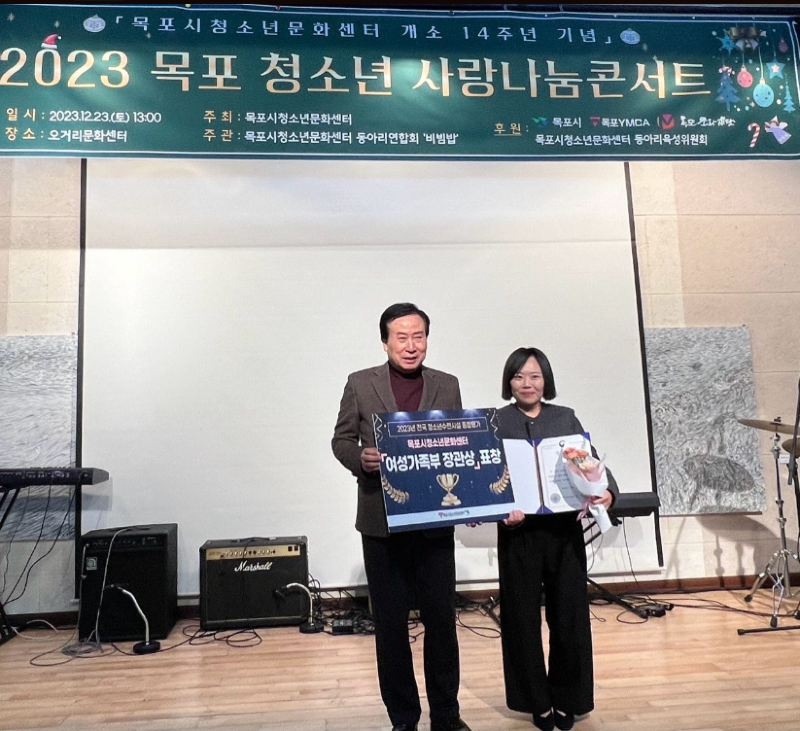 「목포시청소년문화센터 개소 14주년 기념」
2023 목포 청소년 사랑나눔콘서트
일 시 : 2023.12.23.(토) 13:00
장 소 : 오거리문화센터
주 최 : 목포시청소년문화센터
주 관 : 목포시청소년문화센터 동아리연합회 '비빔밥'
후 원 : 목포시 목포YMCA
목포시청소년문화센터 동아리육성위원회
2023년 전국 청소년수련시설 종합평가
목포시청소년문화센터
「여성가족부 장관상」 표창
Marshall